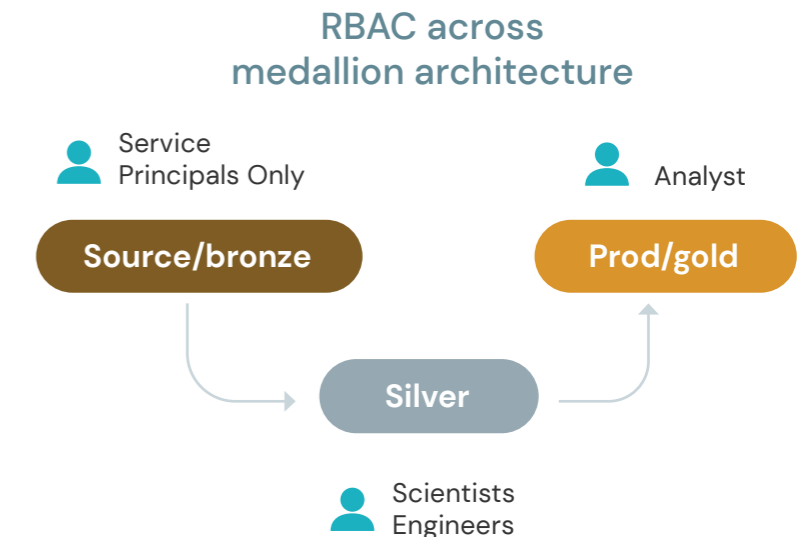 RBAC across
medallion architecture
Service
Principals Only
Analyst
Source/bronze
Prod/gold
Silver
Scientists
Engineers